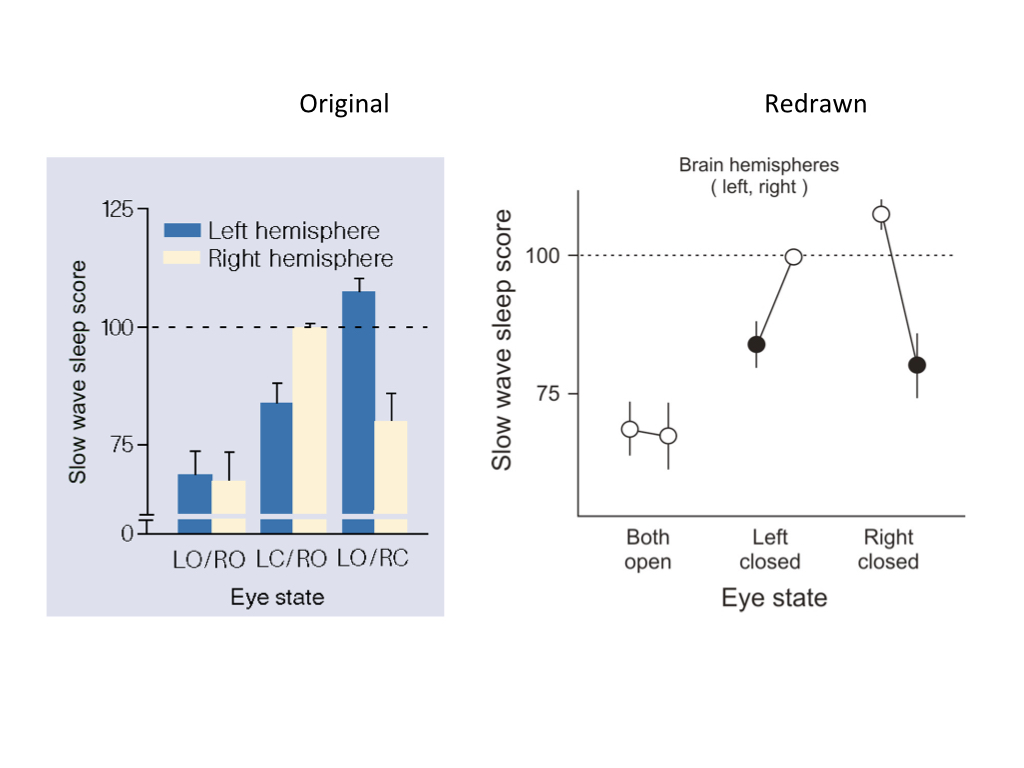 Original
Redrawn
125
100
75
0
Slow wave sleep score
Left hemisphere
Right hemisphere
LO/RO LC/RO LO/RC
Eye state
Brain hemispheres
( left, right )
100
75
Slow wave sleep score
Both
open
Left
closed
Right
closed
Eye state